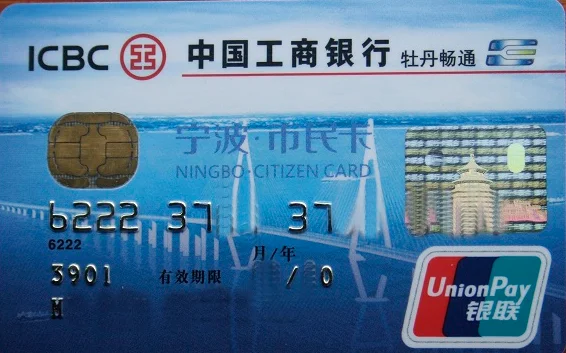 ICBC 中国工商银行 牡丹畅通
宁波·市民卡
NINGBO·CITIZEN CARD
6222 37 37
6222
月/年
3901 有效期限 / 0
M
UnionPay
银联